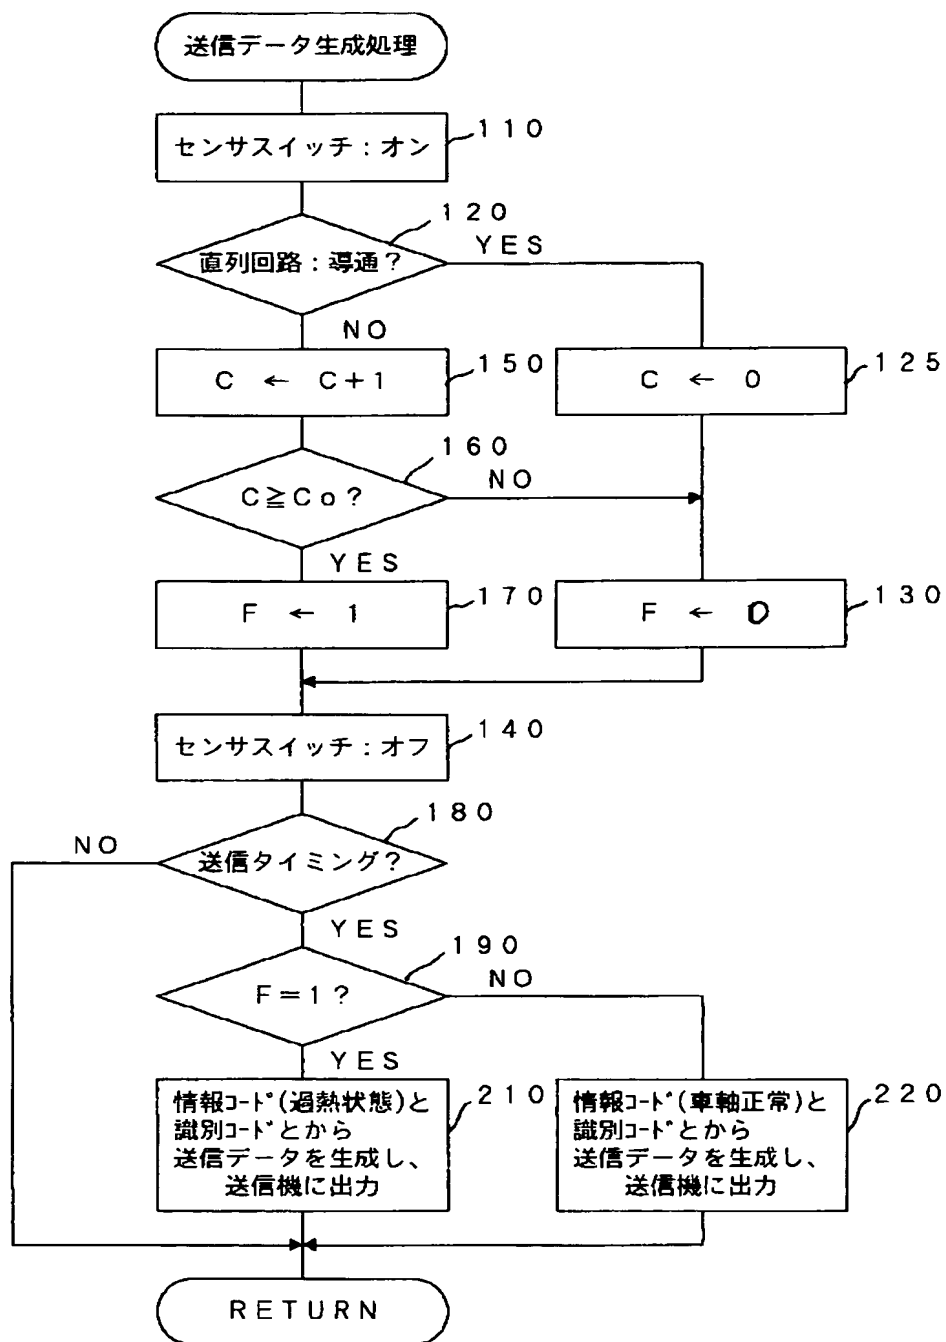 送信データ生成処理
センサスイッチ：オン
110
120
直列回路：導通？
YES
NO
C ← C+1
150
C ← 0
125
160
C≧Co？
NO
YES
F ← 1
170
F ← 0
130
センサスイッチ：オフ
140
180
NO
送信タイミング？
YES
190
F＝1？
NO
YES
情報ｺｰﾄﾞ(過熱状態)と
識別ｺｰﾄﾞとから
送信データを生成し、
送信機に出力
210
情報ｺｰﾄﾞ(車軸正常)と
識別ｺｰﾄﾞとから
送信データを生成し、
送信機に出力
220
RETURN